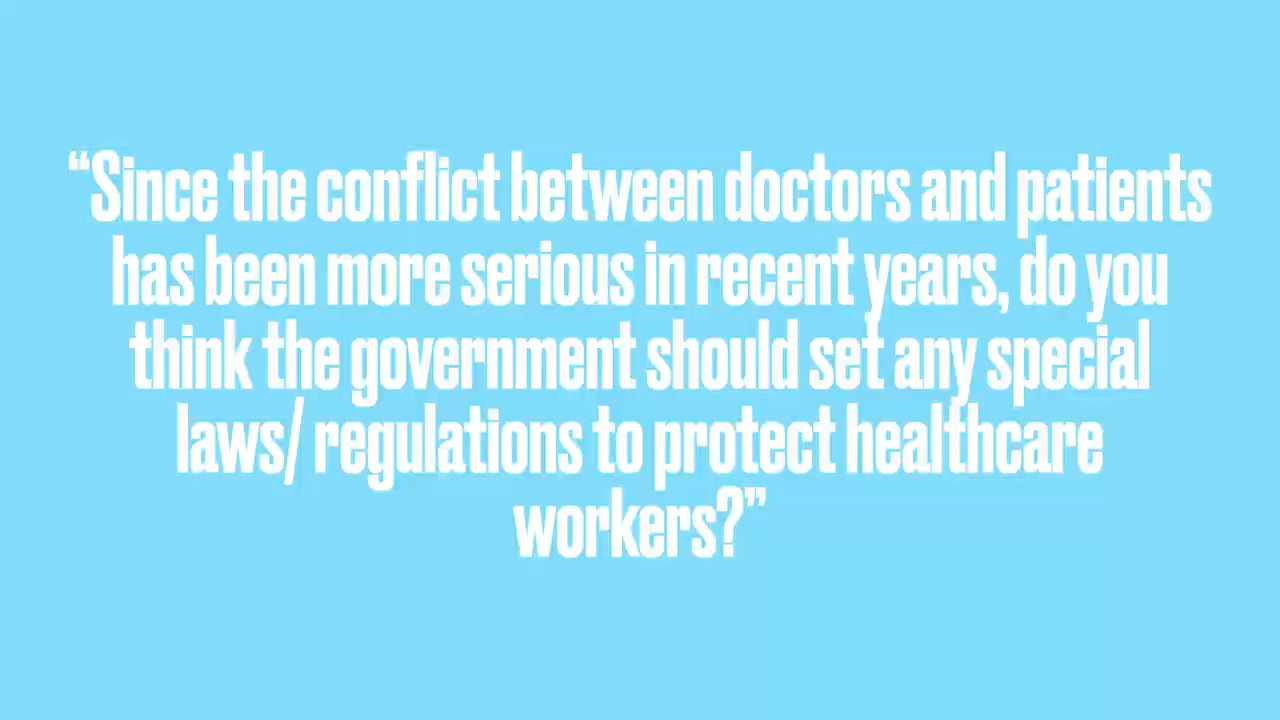 “Since the conflict between doctors and patients
has been more serious in recent years, do you
think the government should set any special
laws/ regulations to protect healthcare
workers?”